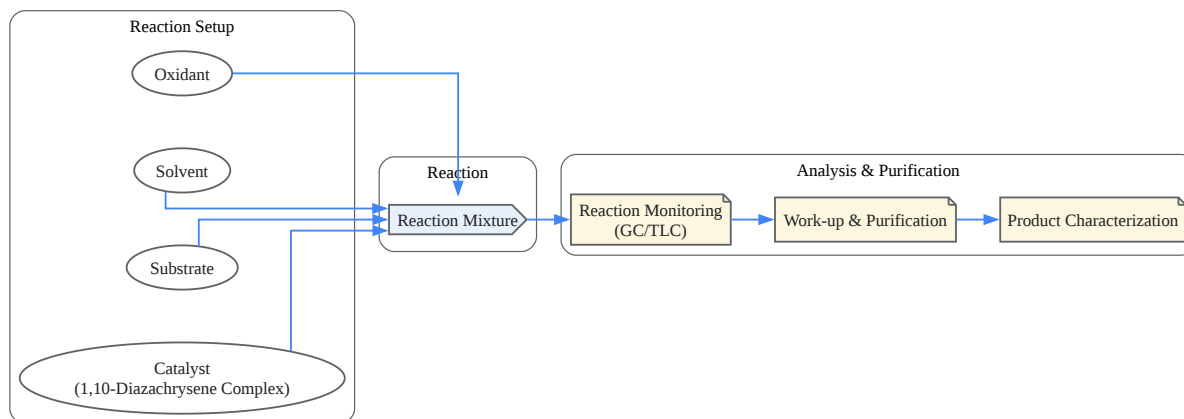 Reaction Setup
Oxidant
Solvent
Substrate
Catalyst
(1,10-Diazachrysene Complex)
Reaction
Reaction Mixture
Analysis & Purification
Reaction Monitoring
(GC/TLC)
Work-up & Purification
Product Characterization